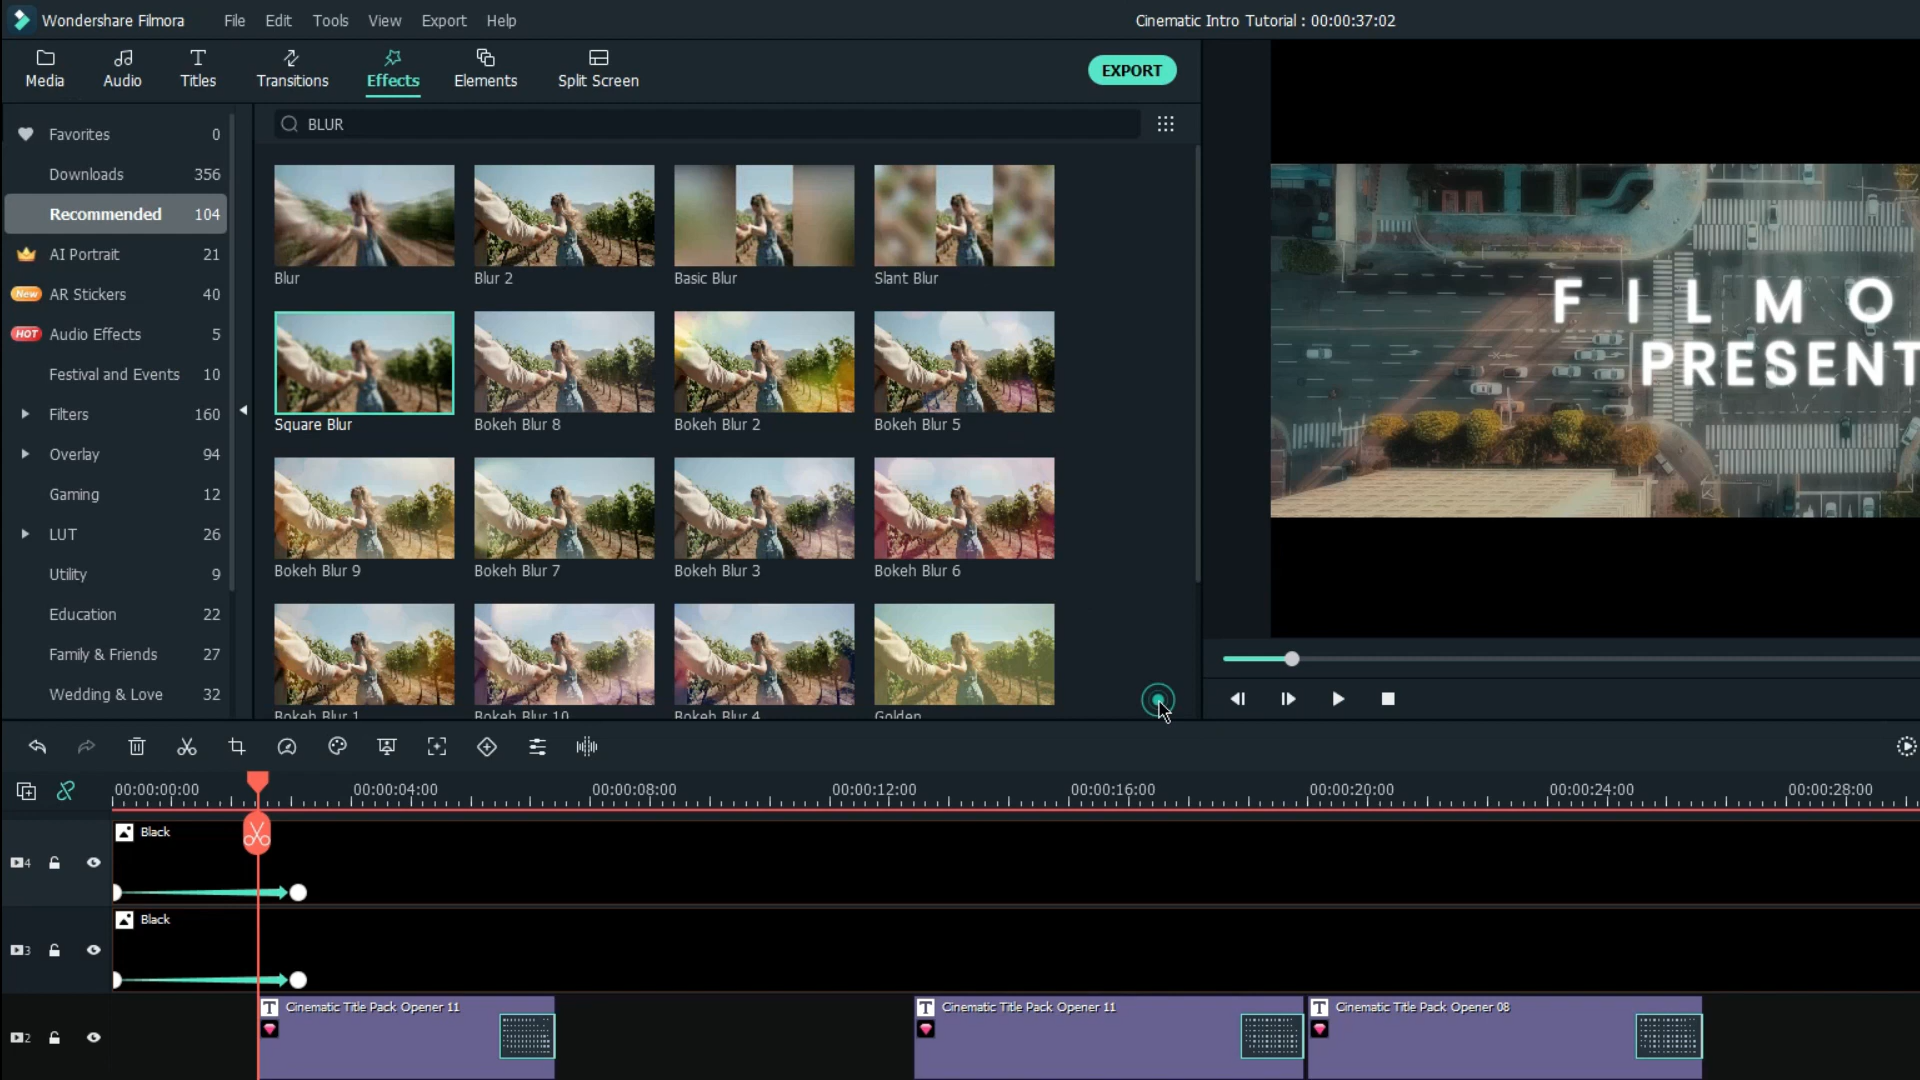 Wondershare Filmora File Edit Tools View Export Help Cinematic Intro Tutorial : 00:00:37:02
Media Audio Titles Transitions Effects Elements Split Screen EXPORT
BLUR
Favorites 0
Downloads 356
Recommended 104
AI Portrait 21
New AR Stickers 40
HOT Audio Effects 5
Festival and Events 10
Filters 160
Overlay 94
Gaming 12
LUT 26
Utility 9
Education 22
Family & Friends 27
Wedding & Love 32
Blur Blur 2 Basic Blur Slant Blur
Square Blur Bokeh Blur 8 Bokeh Blur 2 Bokeh Blur 5
Bokeh Blur 9 Bokeh Blur 7 Bokeh Blur 3 Bokeh Blur 6
Bokeh Blur 1 Bokeh Blur 10 Bokeh Blur 4 Golden
FILMO
PRESENT
00:00:00:00 00:00:04:00 00:00:08:00 00:00:12:00 00:00:16:00 00:00:20:00 00:00:24:00 00:00:28:00
4 Black
3 Black
2 T Cinematic Title Pack Opener 11 T Cinematic Title Pack Opener 11 T Cinematic Title Pack Opener 08